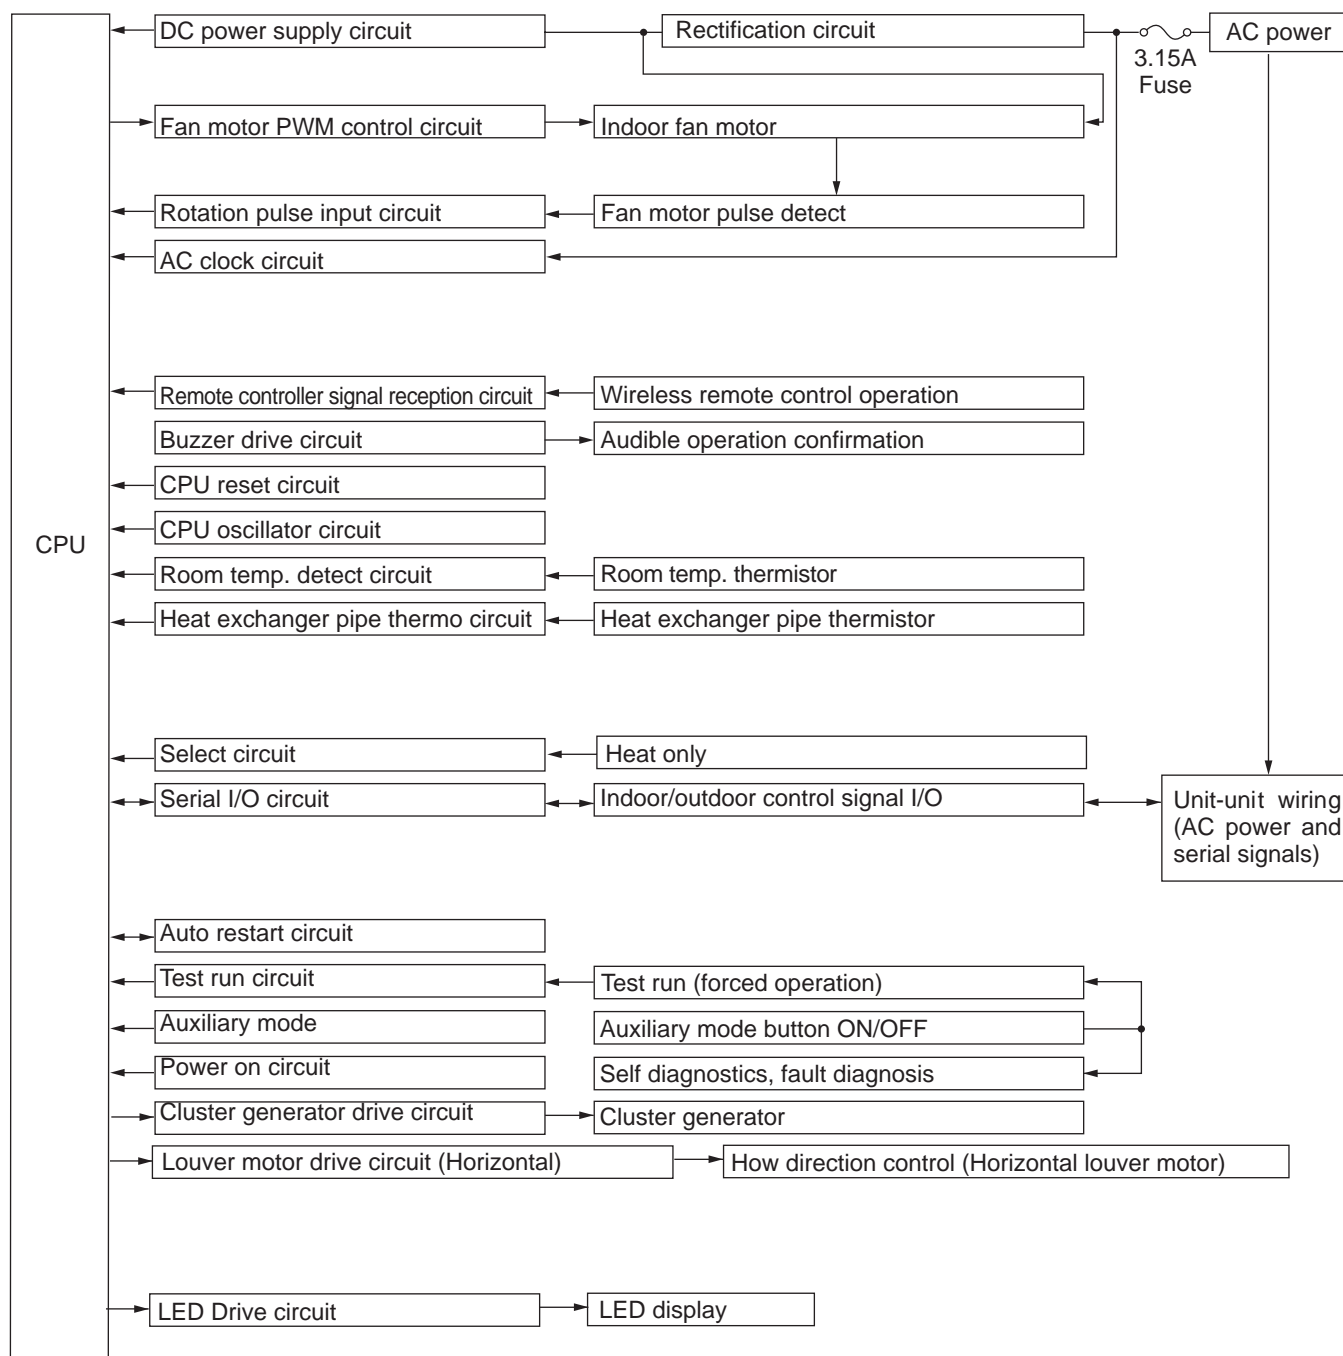 DC power supply circuit
Rectification circuit
AC power
3.15A
Fuse
Fan motor PWM control circuit
Indoor fan motor
Rotation pulse input circuit
Fan motor pulse detect
AC clock circuit
Remote controller signal reception circuit
Wireless remote control operation
Buzzer drive circuit
Audible operation confirmation
CPU reset circuit
CPU oscillator circuit
CPU
Room temp. detect circuit
Room temp. thermistor
Heat exchanger pipe thermo circuit
Heat exchanger pipe thermistor
Select circuit
Heat only
Serial I/O circuit
Indoor/outdoor control signal I/O
Unit-unit wiring
(AC power and
serial signals)
Auto restart circuit
Test run circuit
Test run (forced operation)
Auxiliary mode
Auxiliary mode button ON/OFF
Power on circuit
Self diagnostics, fault diagnosis
Cluster generator drive circuit
Cluster generator
Louver motor drive circuit (Horizontal)
How direction control (Horizontal louver motor)
LED Drive circuit
LED display